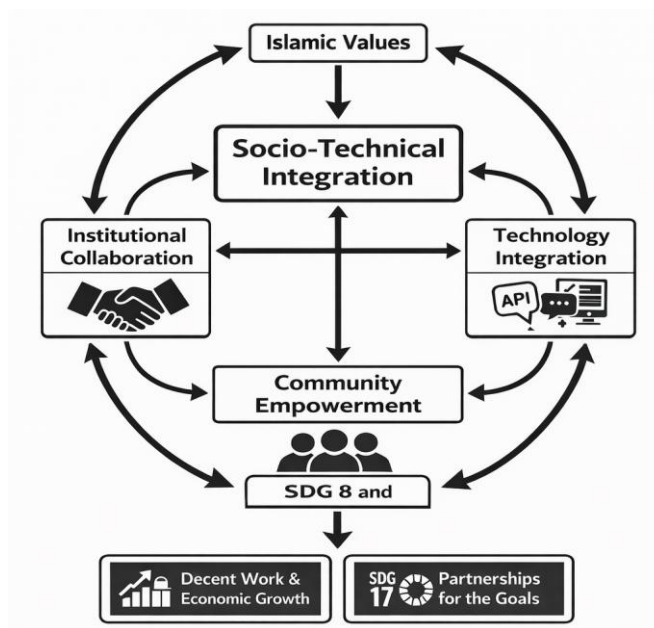 Islamic Values
Socio-Technical
Integration
Institutional
Collaboration
Technology
Integration
API
Community
Empowerment
SDG 8 and
Decent Work &
Economic Growth
SDG
17
Partnerships
for the Goals